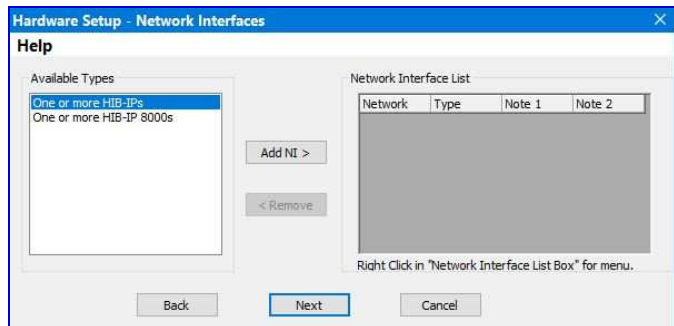 Hardware Setup - Network Interfaces
Help
Available Types
One or more HIB-IPs
One or more HIB-IP 8000s
Add NI >
< Remove
Network Interface List
Network Type Note 1 Note 2
Right Click in "Network Interface List Box" for menu.
Back Next Cancel